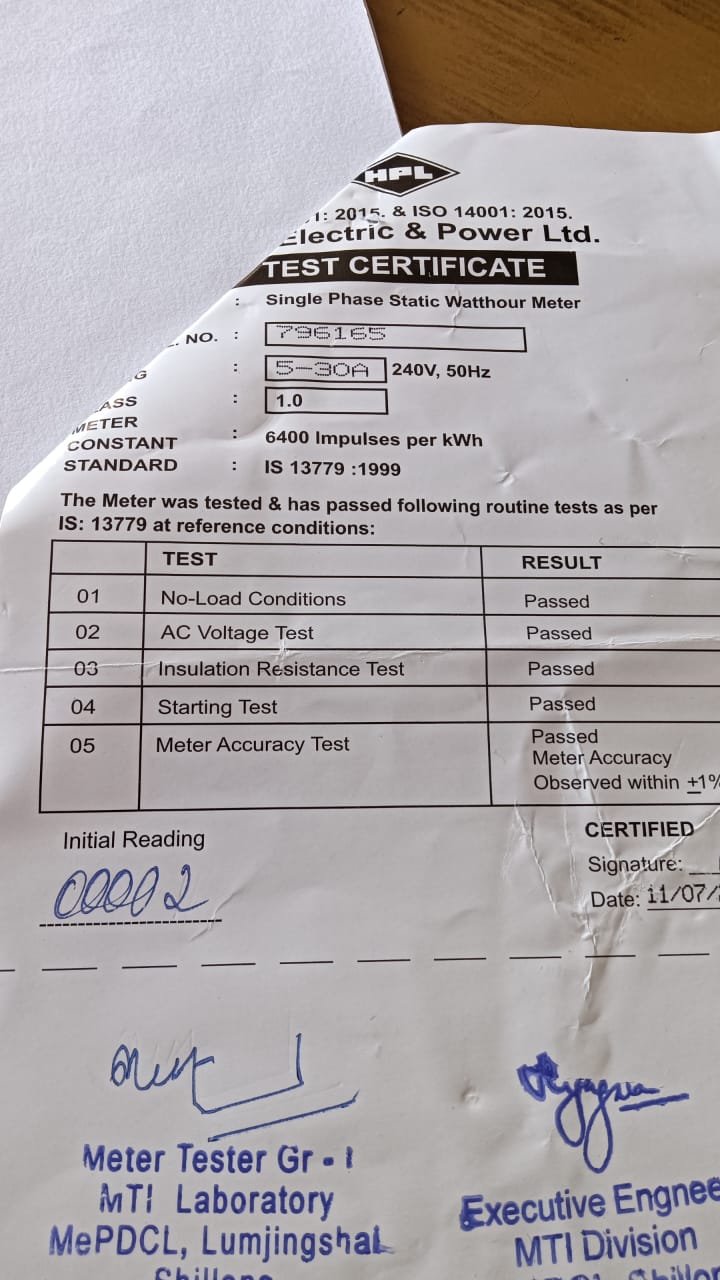 HPL
1: 2015. & ISO 14001: 2015.
Electric & Power Ltd.
TEST CERTIFICATE
: Single Phase Static Watthour Meter
NO. : 796165
G : 5-30A 240V, 50Hz
ASS : 1.0
METER
CONSTANT : 6400 Impulses per kWh
STANDARD : IS 13779 :1999
The Meter was tested & has passed following routine tests as per
IS: 13779 at reference conditions:
TEST RESULT
01 No-Load Conditions Passed
02 AC Voltage Test Passed
03 Insulation Resistance Test Passed
04 Starting Test Passed
05 Meter Accuracy Test Passed
Meter Accuracy
Observed within ±1%
Initial Reading
00002
CERTIFIED
Signature:
Date: 11/07/
Meter Tester Gr - I
MTI Laboratory
MePDCL, Lumjingshai
Shillong
Executive Engnee
MTI Division